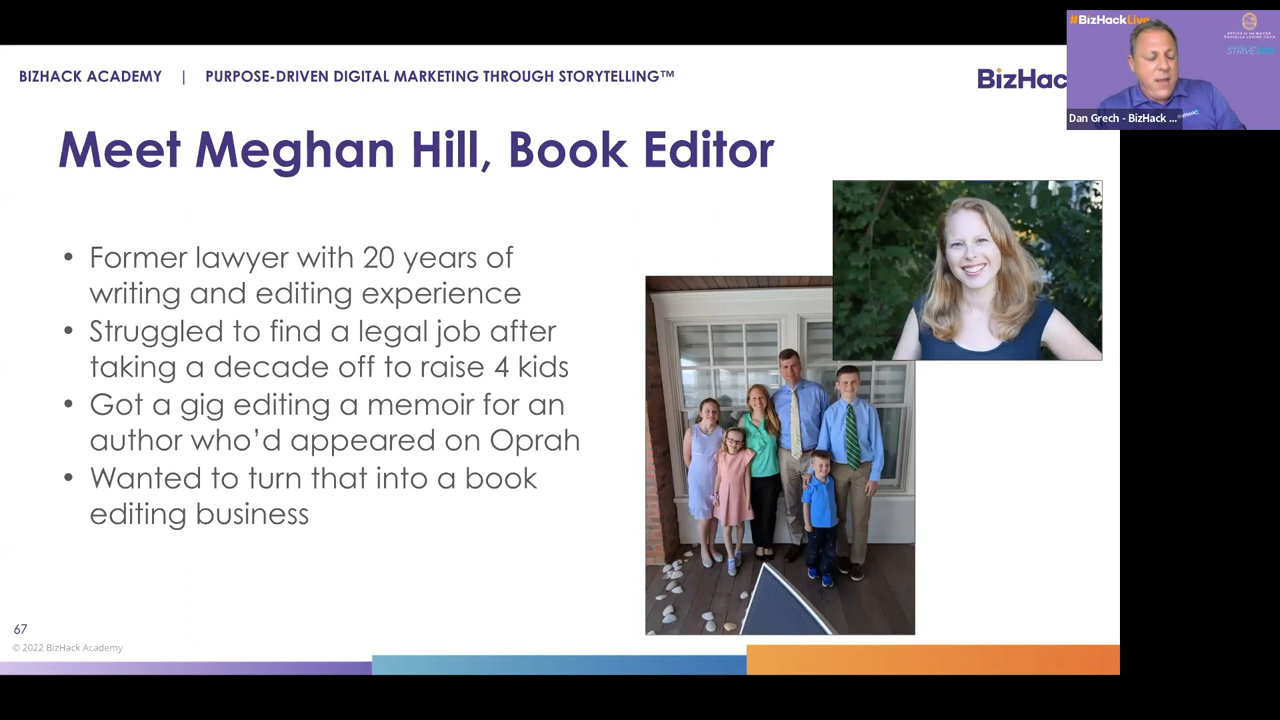 BIZHACK ACADEMY | PURPOSE-DRIVEN DIGITAL MARKETING THROUGH STORYTELLING™
BizHac
#BizHackLive
Dan Grech - BizHack ...
Meet Meghan Hill, Book Editor
• Former lawyer with 20 years of
writing and editing experience
• Struggled to find a legal job after
taking a decade off to raise 4 kids
• Got a gig editing a memoir for an
author who’d appeared on Oprah
• Wanted to turn that into a book
editing business
67
© 2022 BizHack Academy